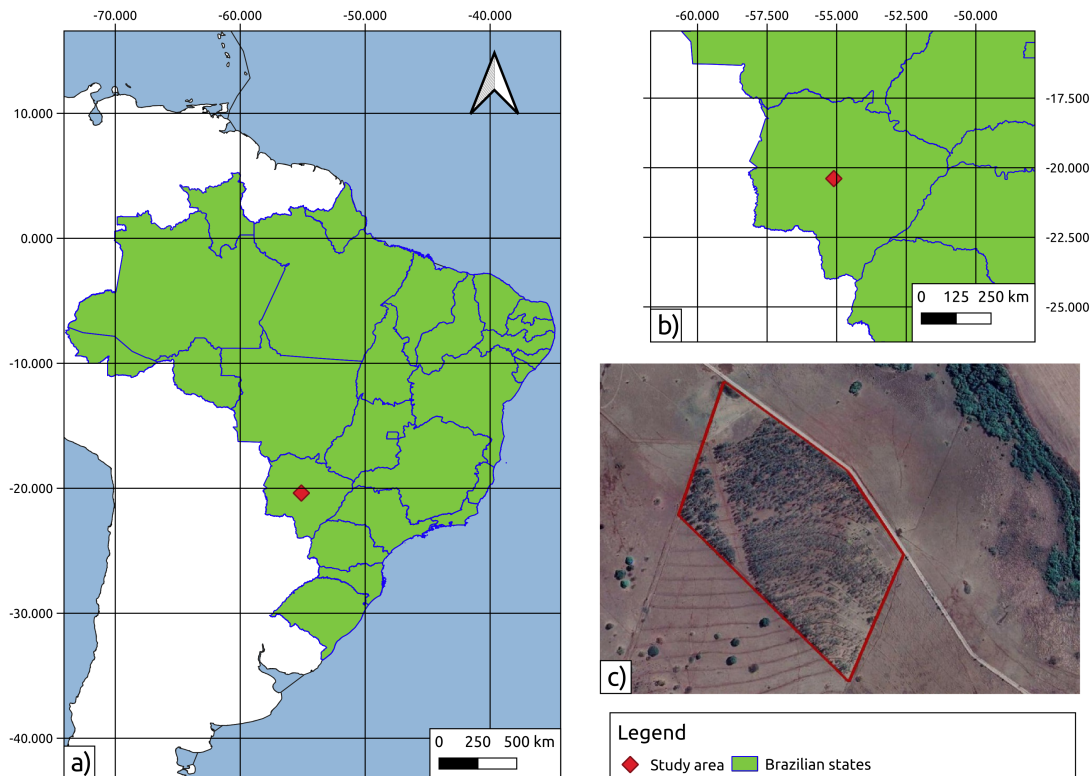 -70.000 -60.000 -50.000 -40.000
10.000
0.000
-10.000
-20.000
-30.000
-40.000
0 250 500 km
a)
-60.000 -57.500 -55.000 -52.500 -50.000
-17.500
-20.000
-22.500
-25.000
0 125 250 km
b)
c)
Legend
Study area Brazilian states